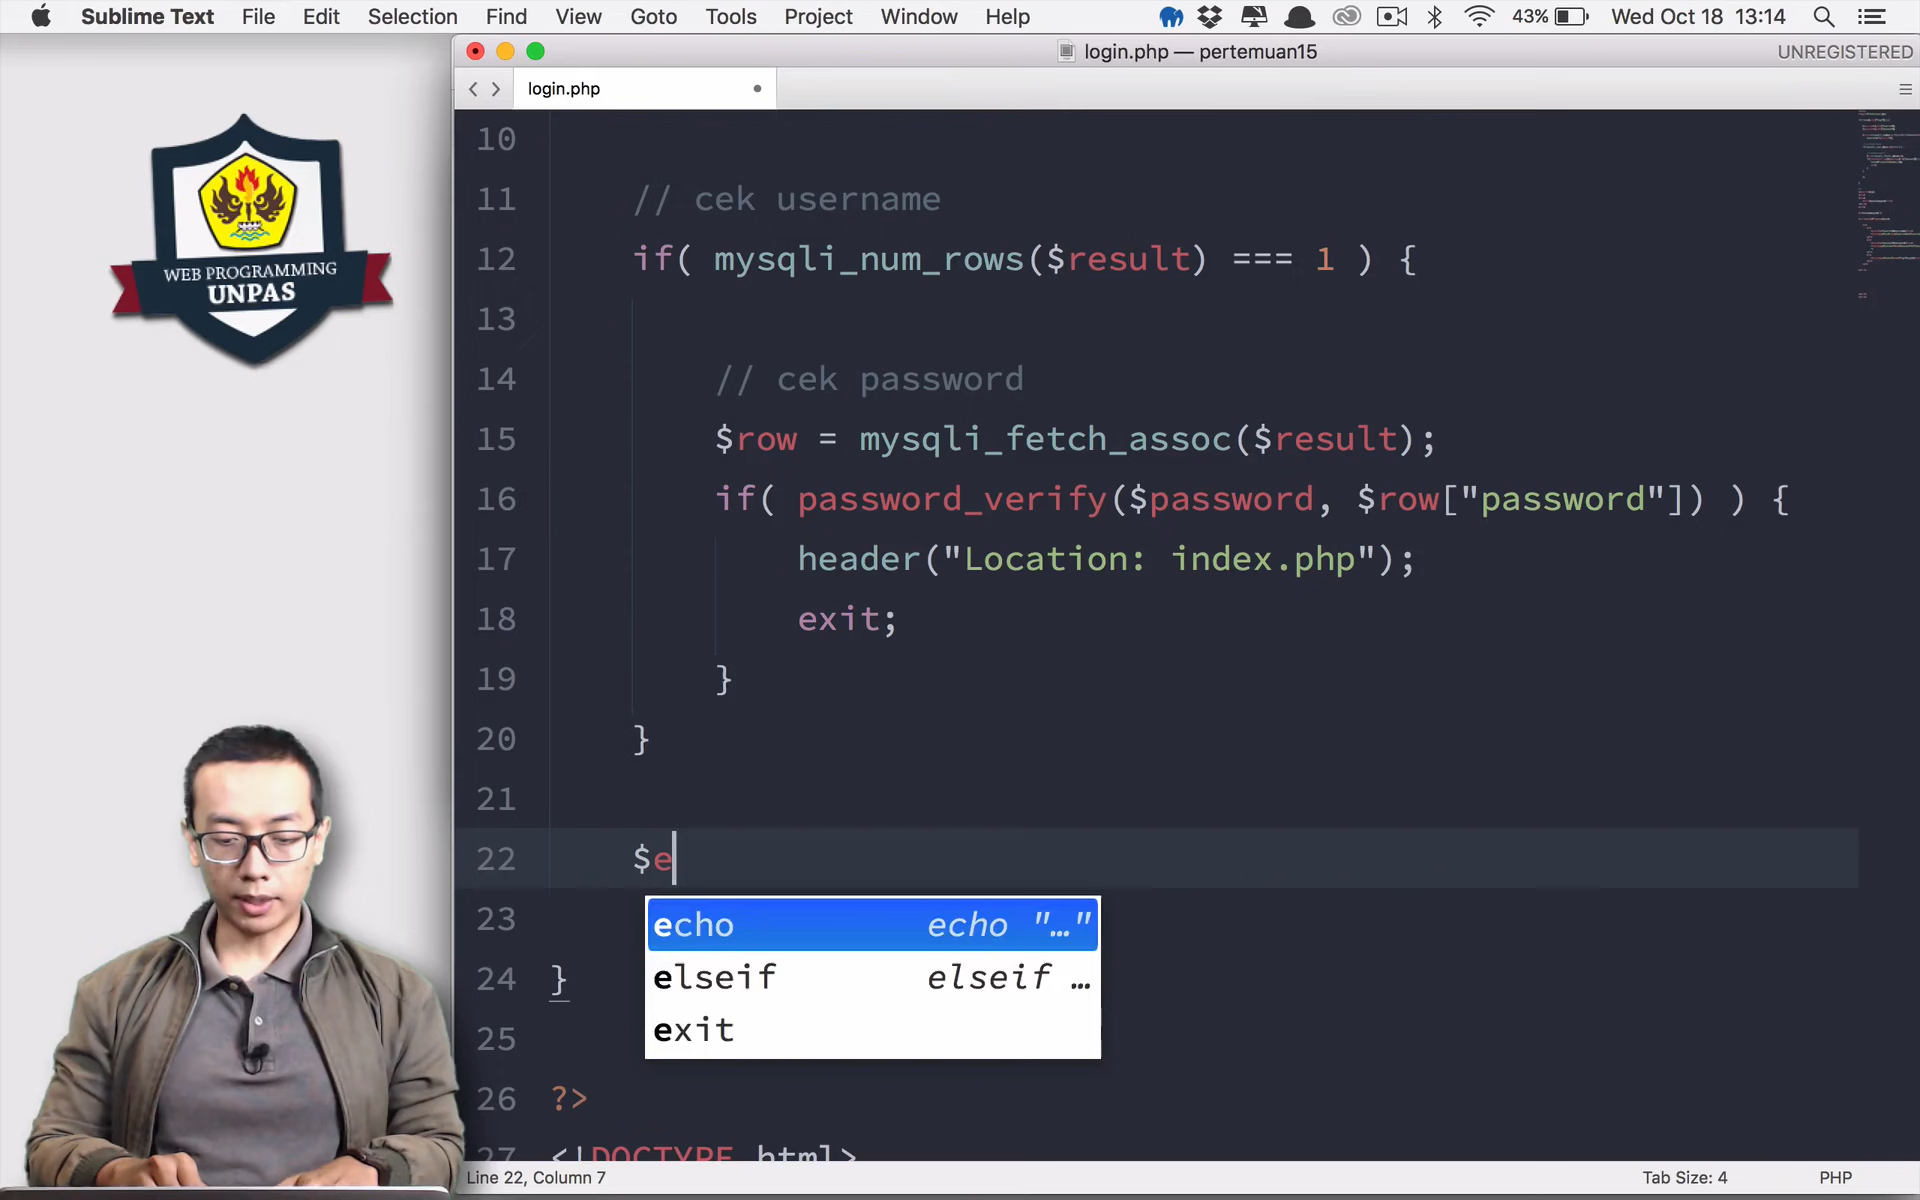 Sublime Text File Edit Selection Find View Goto Tools Project Window Help 43% Wed Oct 18 13:14
login.php — pertemuan15 UNREGISTERED
login.php
WEB PROGRAMMING
UNPAS
10
11 // cek username
12 if( mysqli_num_rows($result) === 1 ) {
13
14 // cek password
15 $row = mysqli_fetch_assoc($result);
16 if( password_verify($password, $row["password"]) ) {
17 header("Location: index.php");
18 exit;
19 }
20 }
21
22 $e
echo echo "…"
elseif elseif …
exit
23
24 }
25
26 ?>
27 <!DOCTYPE html>
Line 22, Column 7 Tab Size: 4 PHP